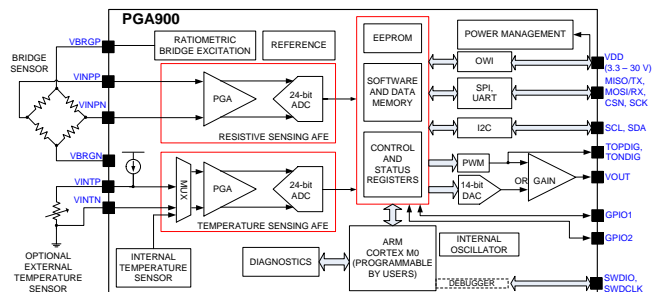 PGA900
VBRGP
RATIOMETRIC
BRIDGE EXCITATION
REFERENCE
EEPROM
POWER MANAGEMENT
BRIDGE
SENSOR
VINPP
VINPN
VBRGN
PGA
24-bit
ADC
RESISTIVE SENSING AFE
SOFTWARE
AND DATA
MEMORY
OWI
SPI,
UART
I2C
VDD
(3.3 – 30 V)
MISO/TX,
MOSI/RX,
CSN, SCK
SCL, SDA
TOPDIG,
TONDIG
VINTP
VINTN
MUX
PGA
24-bit
ADC
TEMPERATURE SENSING AFE
CONTROL
AND
STATUS
REGISTERS
PWM
14-bit
DAC
OR
GAIN
VOUT
GPIO1
GPIO2
OPTIONAL
EXTERNAL
TEMPERATURE
SENSOR
INTERNAL
TEMPERATURE
SENSOR
DIAGNOSTICS
ARM
CORTEX M0
(PROGRAMMABLE
BY USERS)
INTERNAL
OSCILLATOR
DEBUGGER
SWDIO,
SWDCLK